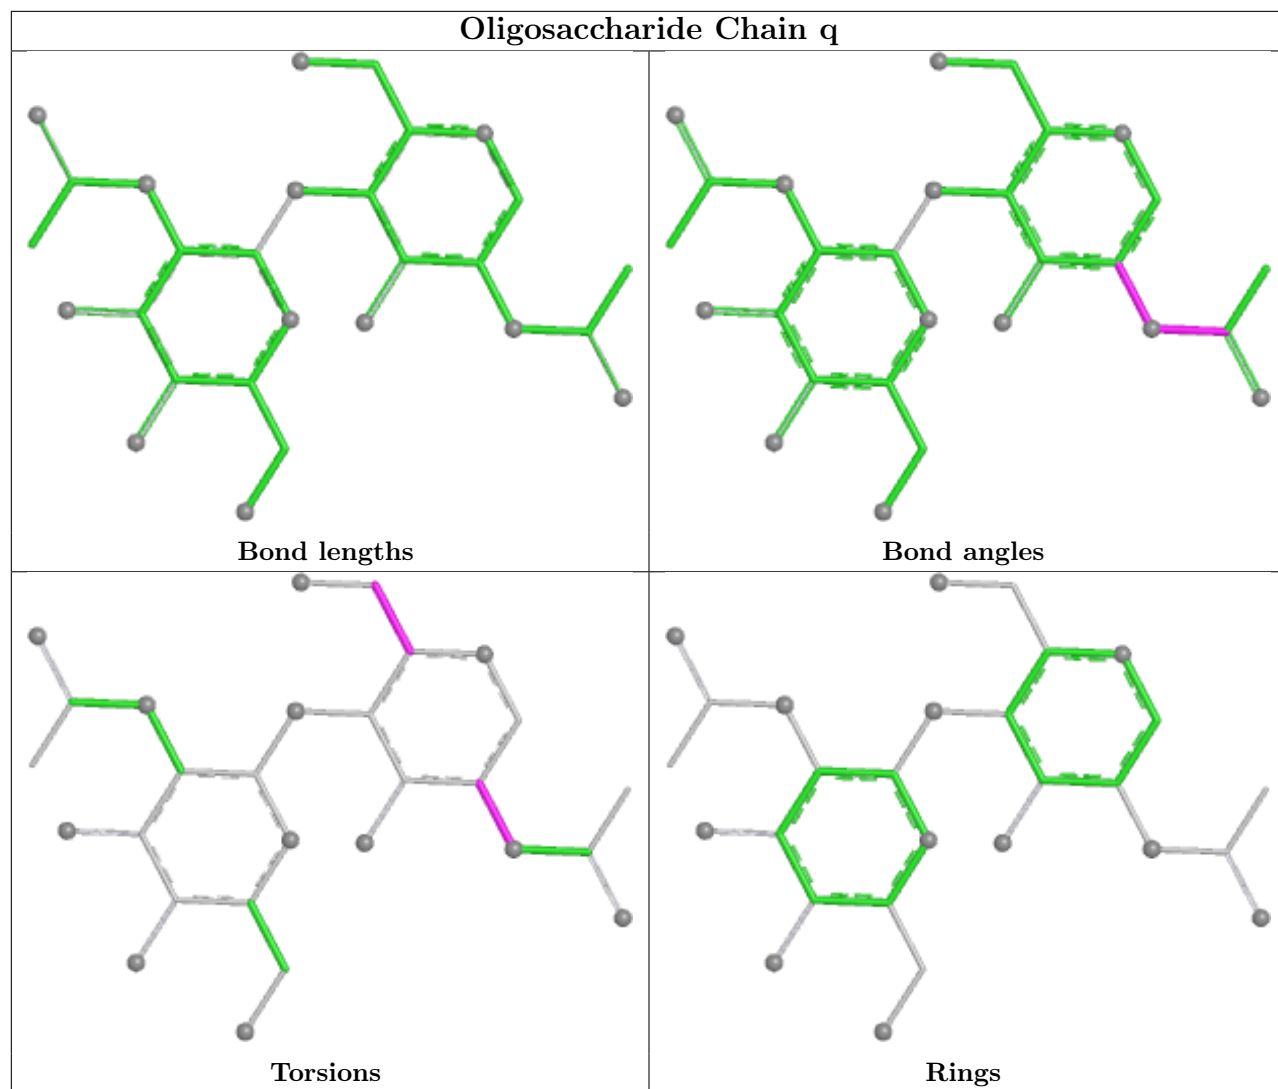 Oligosaccharide Chain q
Bond lengths
Bond angles
Torsions
Rings